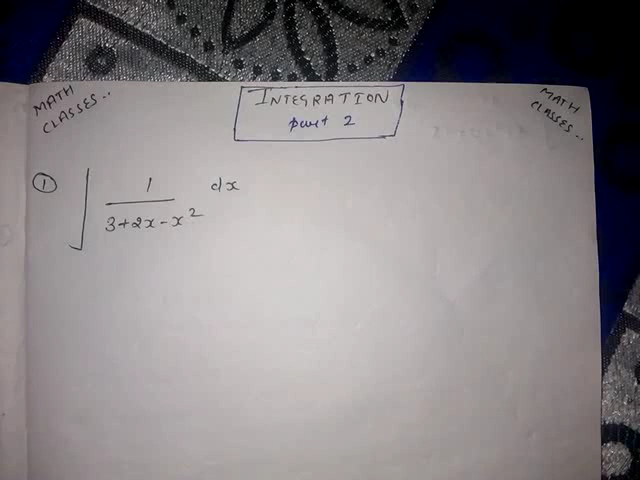 MATH
CLASSES..
INTEGRATION
part 2
MATH
CLASSES..
① ∫ 1/(3+2x-x²) dx